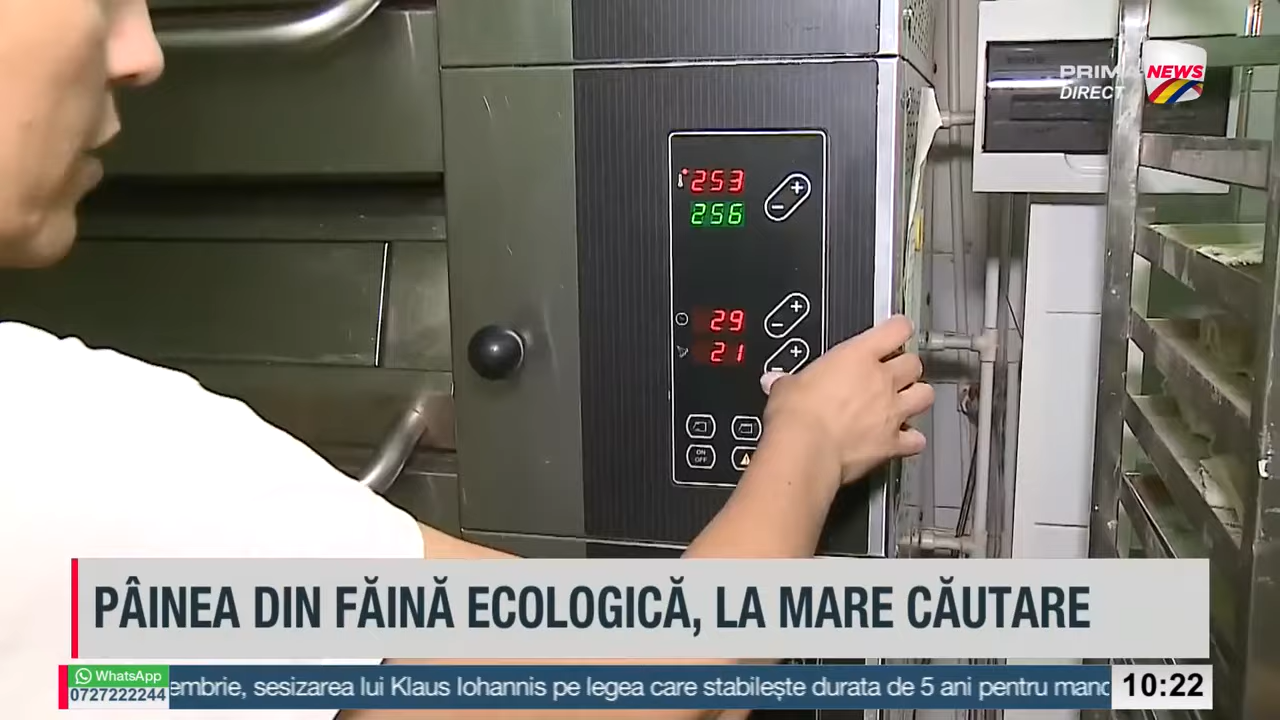 PRIMA NEWS
DIRECT
253
256
29
21
ON
OFF
PÂINEA DIN FĂINĂ ECOLOGICĂ, LA MARE CĂUTARE
WhatsApp
0727222244
embrie, sesizarea lui Klaus Iohannis pe legea care stabilește durata de 5 ani pentru mand
10:22